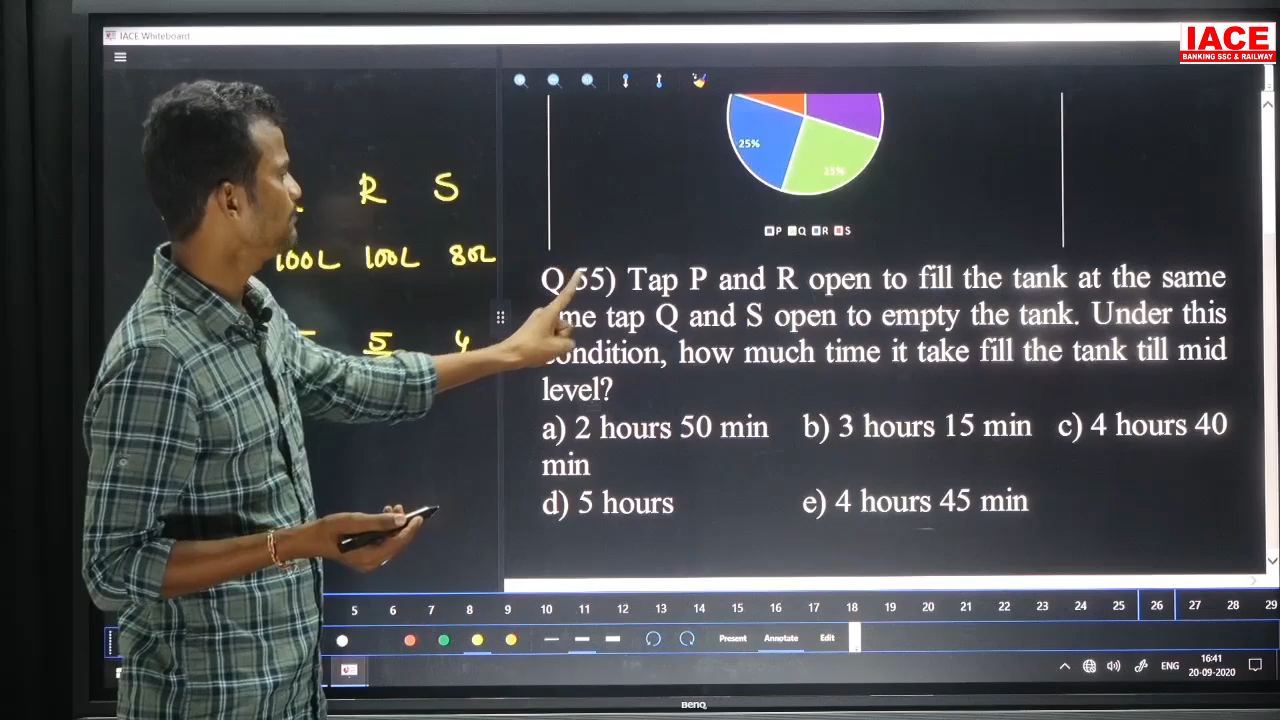 IACE Whiteboard
IACE
BANKING SSC & RAILWAY
25%
25%
P Q R S
R S
100L 100L 80L
5 4
Q.55) Tap P and R open to fill the tank at the same
me tap Q and S open to empty the tank. Under this
condition, how much time it take fill the tank till mid
level?
a) 2 hours 50 min b) 3 hours 15 min c) 4 hours 40
min
d) 5 hours e) 4 hours 45 min
5 6 7 8 9 10 11 12 13 14 15 16 17 18 19 20 21 22 23 24 25 26 27 28 29
Present Annotate Edit
ENG 16:41
20-09-2020
BenQ